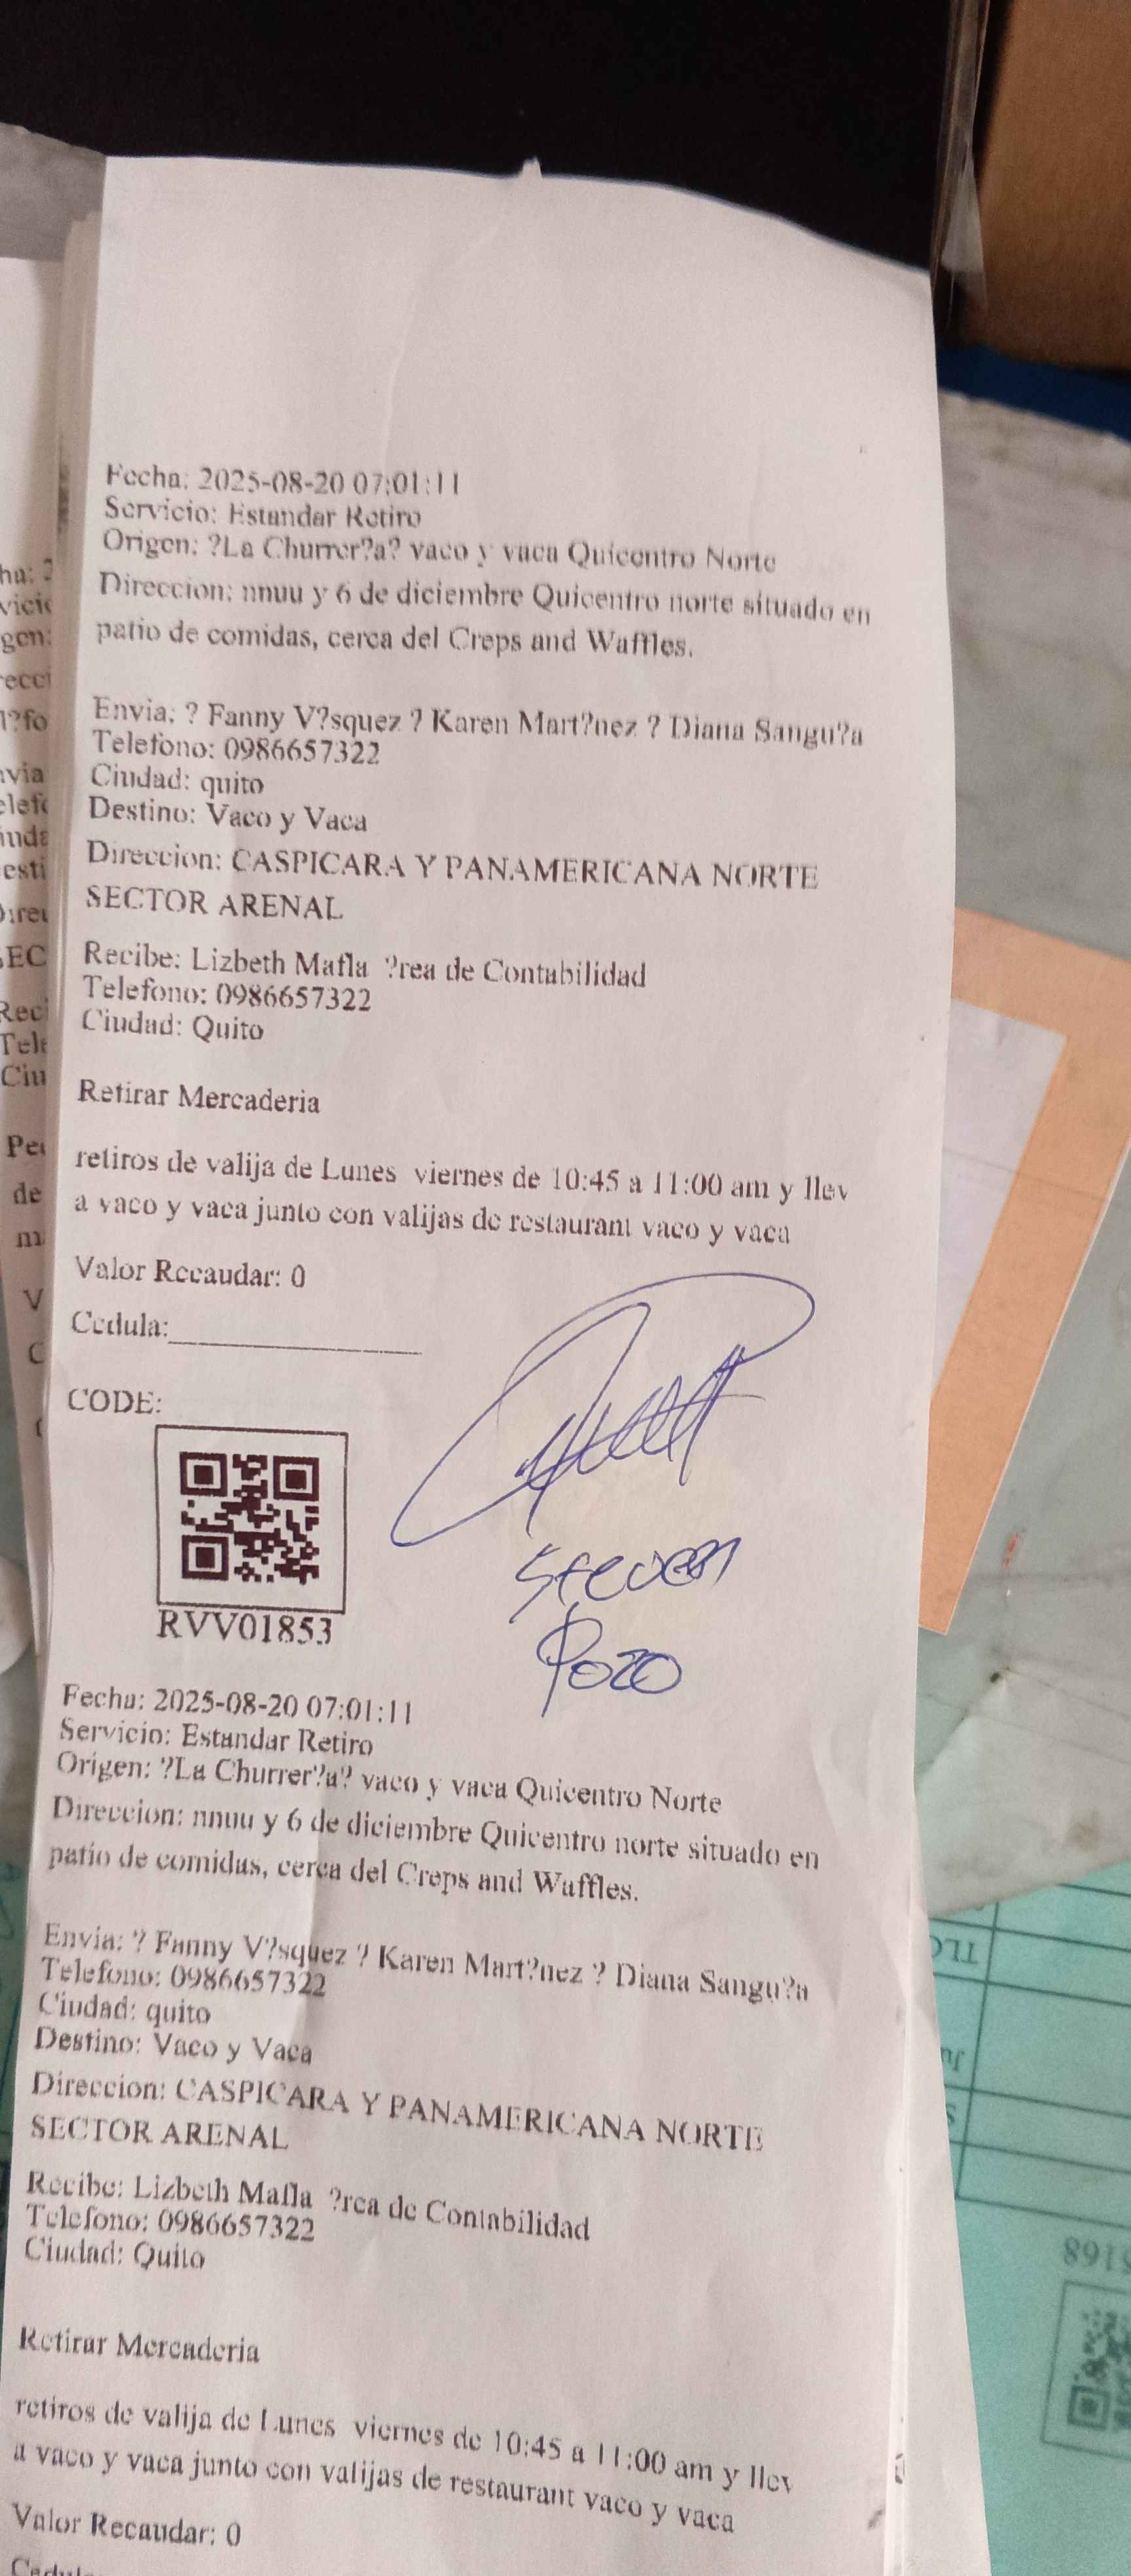 Fecha: 2025-08-20 07:01:11
Servicio: Estandar Retiro
Origen: ?La Churrer?a? vaco y vaca Quicentro Norte
Direccion: nnuu y 6 de diciembre Quicentro norte situado en
patio de comidas, cerca del Creps and Waffles.
Envia: ? Fanny V?squez ? Karen Mart?nez ? Diana Sangu?a
Telefono: 0986657322
Ciudad: quito
Destino: Vaco y Vaca
Direccion: CASPICARA Y PANAMERICANA NORTE
SECTOR ARENAL
Recibe: Lizbeth Mafla ?rea de Contabilidad
Telefono: 0986657322
Ciudad: Quito
Retirar Mercaderia
retiros de valija de Lunes viernes de 10:45 a 11:00 am y llev
a vaco y vaca junto con valijas de restaurant vaco y vaca
Valor Recaudar: 0
Cedula:
CODE:
Steven
Pozo
RVV01853
Fecha: 2025-08-20 07:01:11
Servicio: Estandar Retiro
Origen: ?La Churrer?a? vaco y vaca Quicentro Norte
Direccion: nnuu y 6 de diciembre Quicentro norte situado en
patio de comidas, cerca del Creps and Waffles.
Envia: ? Fanny V?squez ? Karen Mart?nez ? Diana Sangu?a
Telefono: 0986657322
Ciudad: quito
Destino: Vaco y Vaca
Direccion: CASPICARA Y PANAMERICANA NORTE
SECTOR ARENAL
Recibe: Lizbeth Mafla ?rea de Contabilidad
Telefono: 0986657322
Ciudad: Quito
Retirar Mercaderia
retiros de valija de Lunes viernes de 10:45 a 11:00 am y llev
a vaco y vaca junto con valijas de restaurant vaco y vaca
Valor Recaudar: 0